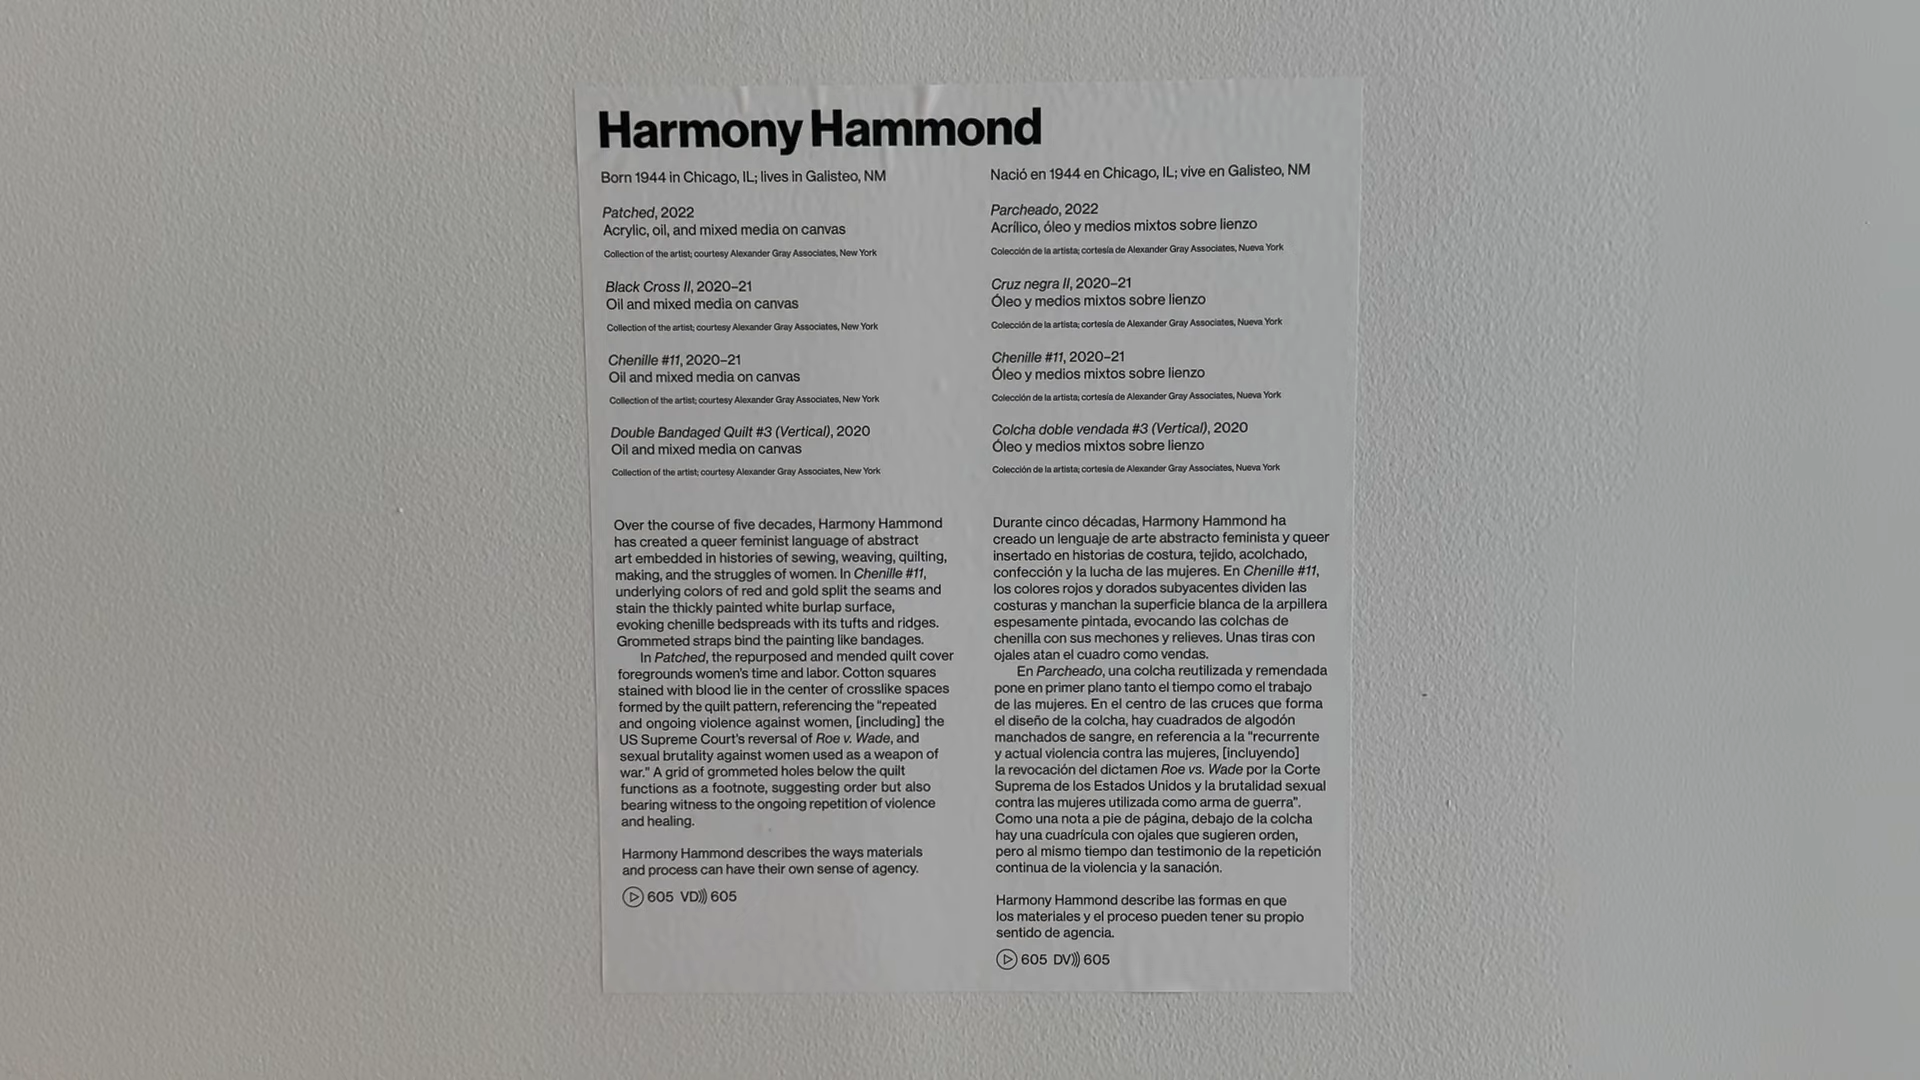 Harmony Hammond
Born 1944 in Chicago, IL; lives in Galisteo, NM
Patched, 2022
Acrylic, oil, and mixed media on canvas
Collection of the artist; courtesy Alexander Gray Associates, New York
Black Cross II, 2020–21
Oil and mixed media on canvas
Collection of the artist; courtesy Alexander Gray Associates, New York
Chenille #11, 2020–21
Oil and mixed media on canvas
Collection of the artist; courtesy Alexander Gray Associates, New York
Double Bandaged Quilt #3 (Vertical), 2020
Oil and mixed media on canvas
Collection of the artist; courtesy Alexander Gray Associates, New York
Over the course of five decades, Harmony Hammond
has created a queer feminist language of abstract
art embedded in histories of sewing, weaving, quilting,
making, and the struggles of women. In Chenille #11,
underlying colors of red and gold split the seams and
stain the thickly painted white burlap surface,
evoking chenille bedspreads with its tufts and ridges.
Grommeted straps bind the painting like bandages.
In Patched, the repurposed and mended quilt cover
foregrounds women's time and labor. Cotton squares
stained with blood lie in the center of crosslike spaces
formed by the quilt pattern, referencing the "repeated
and ongoing violence against women, [including] the
US Supreme Court's reversal of Roe v. Wade, and
sexual brutality against women used as a weapon of
war." A grid of grommeted holes below the quilt
functions as a footnote, suggesting order but also
bearing witness to the ongoing repetition of violence
and healing.
Harmony Hammond describes the ways materials
and process can have their own sense of agency.
605 VD))) 605
Nació en 1944 en Chicago, IL; vive en Galisteo, NM
Parcheado, 2022
Acrílico, óleo y medios mixtos sobre lienzo
Colección de la artista; cortesía de Alexander Gray Associates, Nueva York
Cruz negra II, 2020–21
Óleo y medios mixtos sobre lienzo
Colección de la artista; cortesía de Alexander Gray Associates, Nueva York
Chenille #11, 2020–21
Óleo y medios mixtos sobre lienzo
Colección de la artista; cortesía de Alexander Gray Associates, Nueva York
Colcha doble vendada #3 (Vertical), 2020
Óleo y medios mixtos sobre lienzo
Colección de la artista; cortesía de Alexander Gray Associates, Nueva York
Durante cinco décadas, Harmony Hammond ha
creado un lenguaje de arte abstracto feminista y queer
insertado en historias de costura, tejido, acolchado,
confección y la lucha de las mujeres. En Chenille #11,
los colores rojos y dorados subyacentes dividen las
costuras y manchan la superficie blanca de la arpillera
espesamente pintada, evocando las colchas de
chenilla con sus mechones y relieves. Unas tiras con
ojales atan el cuadro como vendas.
En Parcheado, una colcha reutilizada y remendada
pone en primer plano tanto el tiempo como el trabajo
de las mujeres. En el centro de las cruces que forma
el diseño de la colcha, hay cuadrados de algodón
manchados de sangre, en referencia a la "recurrente
y actual violencia contra las mujeres, [incluyendo]
la revocación del dictamen Roe vs. Wade por la Corte
Suprema de los Estados Unidos y la brutalidad sexual
contra las mujeres utilizada como arma de guerra".
Como una nota a pie de página, debajo de la colcha
hay una cuadrícula con ojales que sugieren orden,
pero al mismo tiempo dan testimonio de la repetición
continua de la violencia y la sanación.
Harmony Hammond describe las formas en que
los materiales y el proceso pueden tener su propio
sentido de agencia.
605 DV))) 605